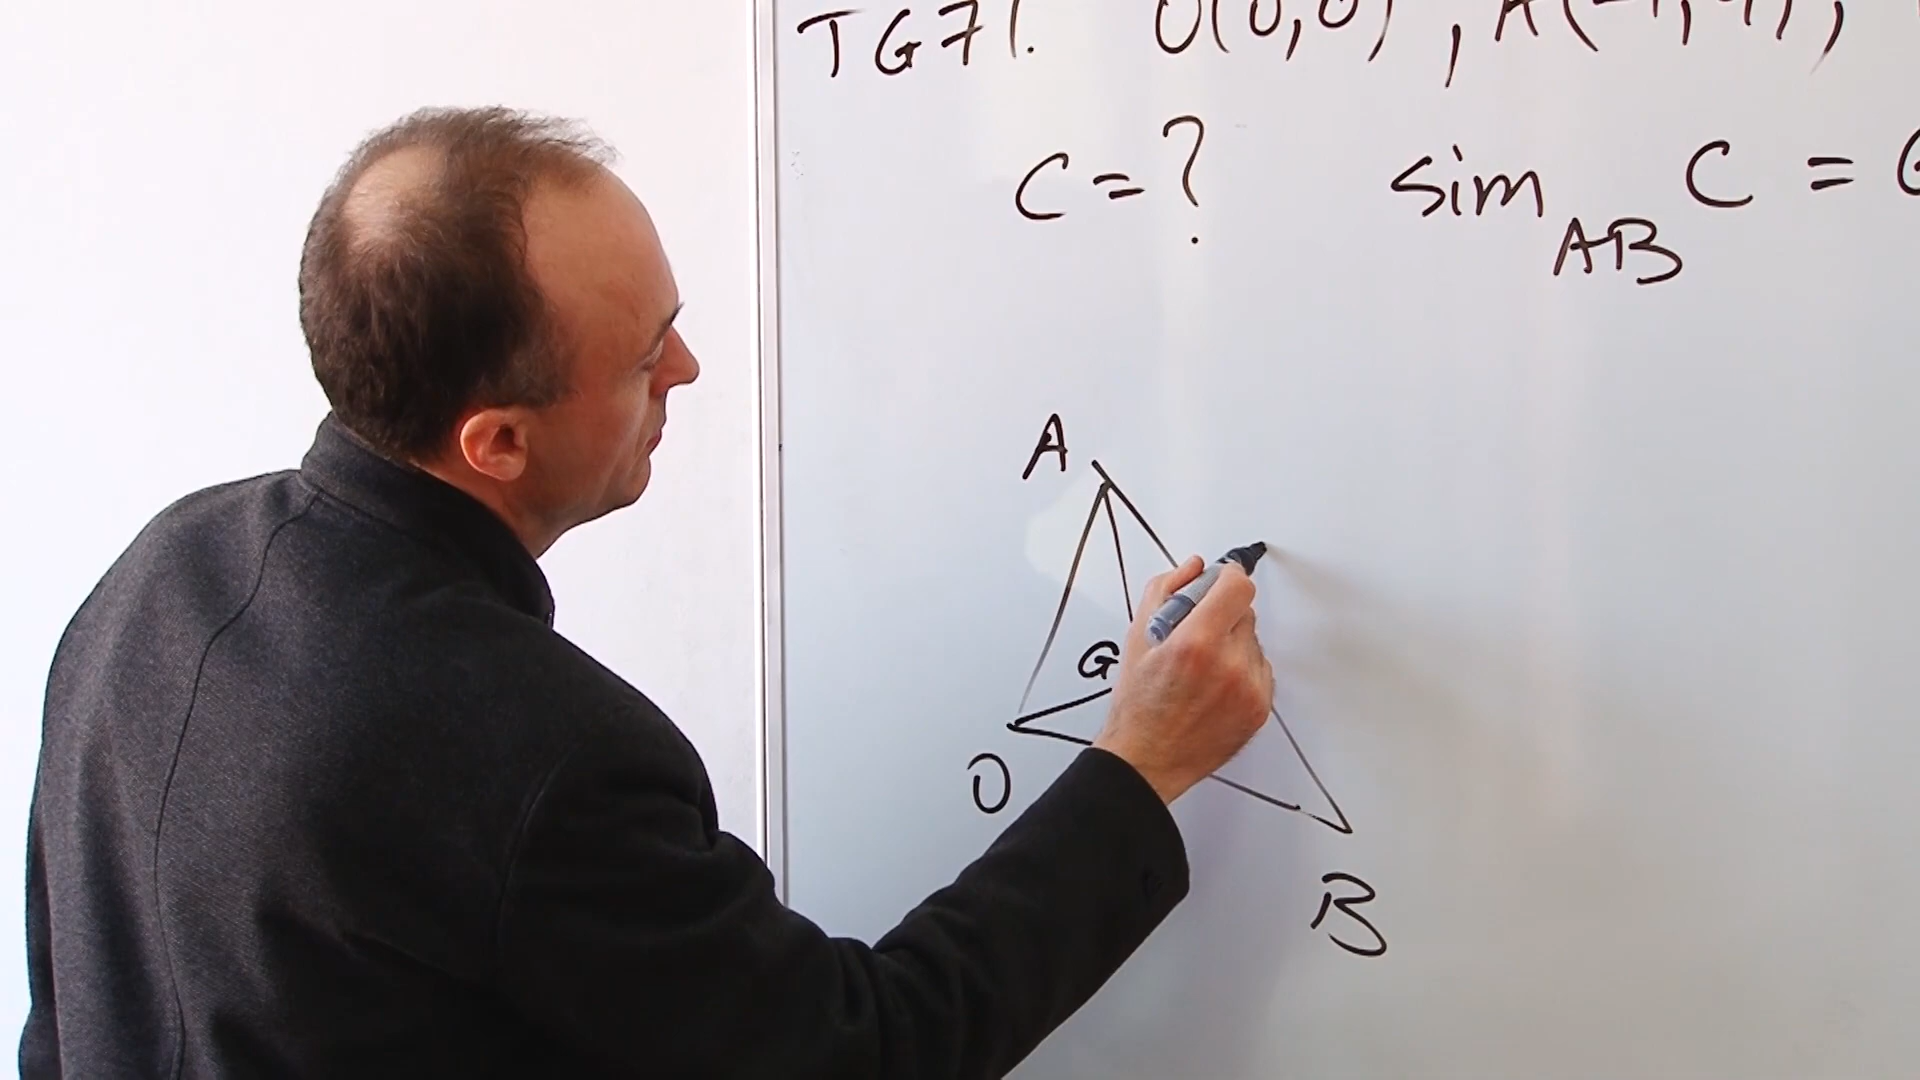 TG71. O(0,0), A(
C=? sim AB C =
A
G
O
B